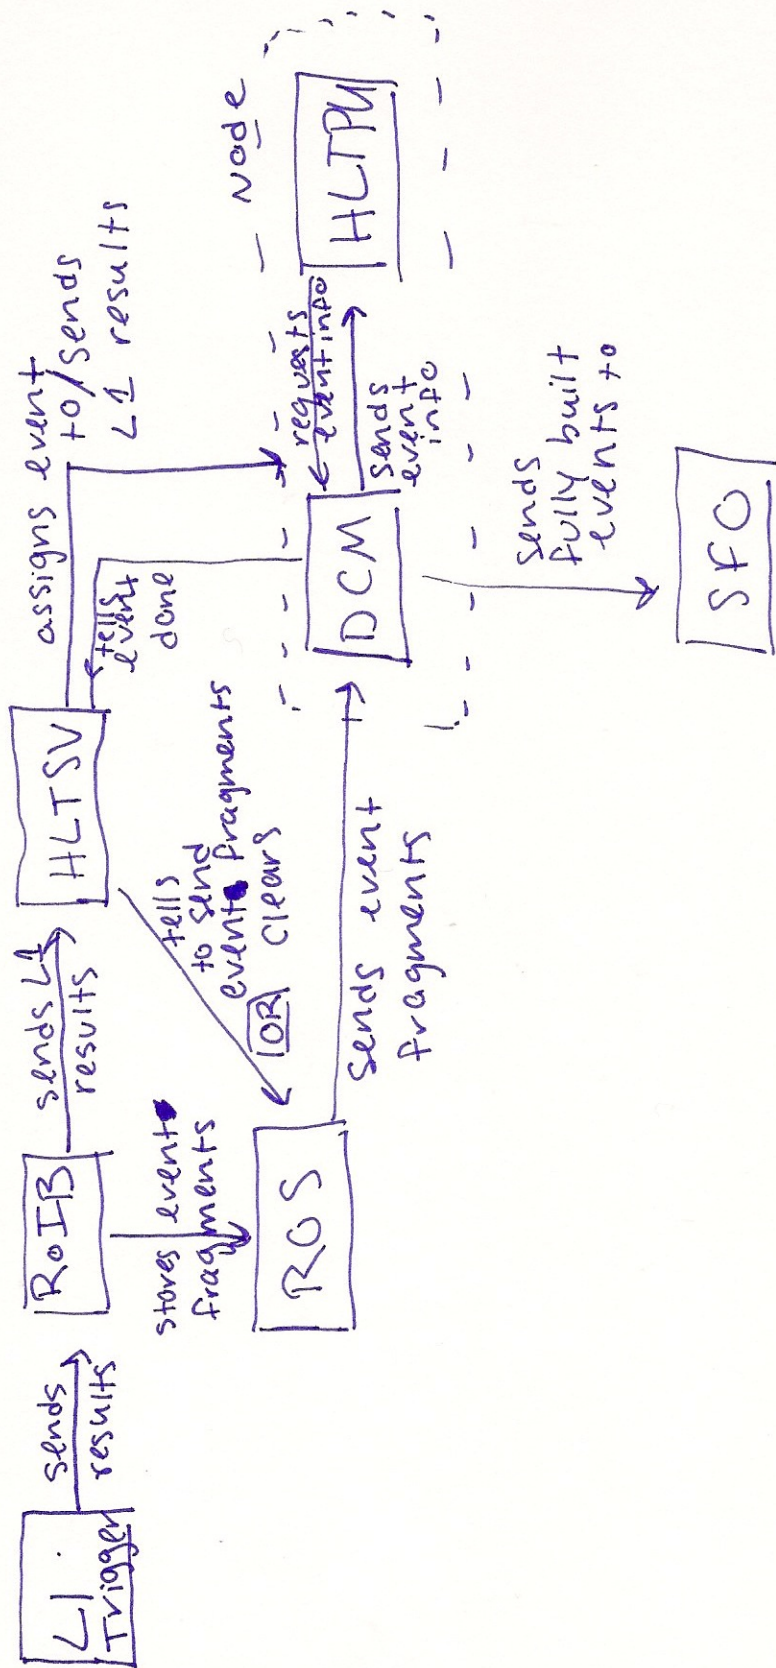 L1
Trigger
sends
results
RoIB
sends L1
results
HLTSV
assigns event
to/sends
L1 results
tells
event
done
stores event
fragments
ROS
tells
to send
event fragments
OR clears
sends event
fragments
DCM
requests
event info
sends
event
info
Node
HLTPU
sends
fully built
events to
SFO